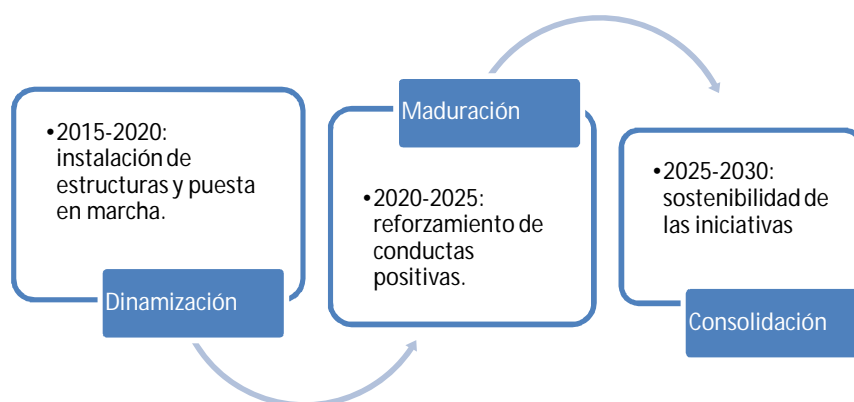 •2015-2020:
instalación de
estructuras y puesta
en marcha.
Dinamización
Maduración
•2020-2025:
reforzamiento de
conductas
positivas.
•2025-2030:
sostenibilidad de
las iniciativas
Consolidación